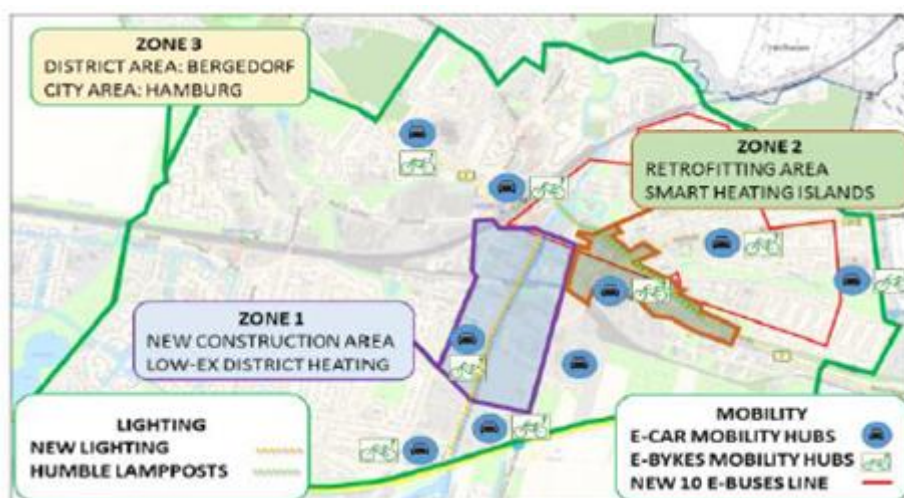 ZONE 3
DISTRICT AREA: BERGEDORF
CITY AREA: HAMBURG
ZONE 2
RETROFITTING AREA
SMART HEATING ISLANDS
ZONE 1
NEW CONSTRUCTION AREA
LOW-EX DISTRICT HEATING
LIGHTING
NEW LIGHTING
HUMBLE LAMPPOSTS
MOBILITY
E-CAR MOBILITY HUBS
E-BYKES MOBILITY HUBS
NEW 10 E-BUSES LINE